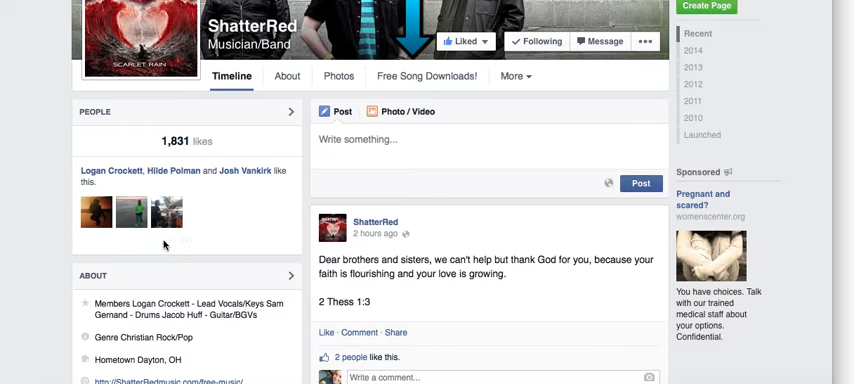 Create Page
ShatterRed
Musician/Band
Liked
Following
Message
SCARLET RAIN
Timeline
About
Photos
Free Song Downloads!
More
Recent
2014
2013
2012
2011
2010
Launched
PEOPLE
1,831 likes
Logan Crockett, Hilde Polman and Josh Vankirk like
this.
ABOUT
Members Logan Crockett - Lead Vocals/Keys Sam
Gernand - Drums Jacob Huff - Guitar/BGVs
Genre Christian Rock/Pop
Hometown Dayton, OH
http://ShatterRedmusic.com/free-music/
Post
Photo / Video
Write something...
Post
ShatterRed
2 hours ago
Dear brothers and sisters, we can't help but thank God for you, because your
faith is flourishing and your love is growing.
2 Thess 1:3
Like · Comment · Share
2 people like this.
Write a comment...
Sponsored
Pregnant and
scared?
womenscenter.org
You have choices. Talk
with our trained
medical staff about
your options.
Confidential.